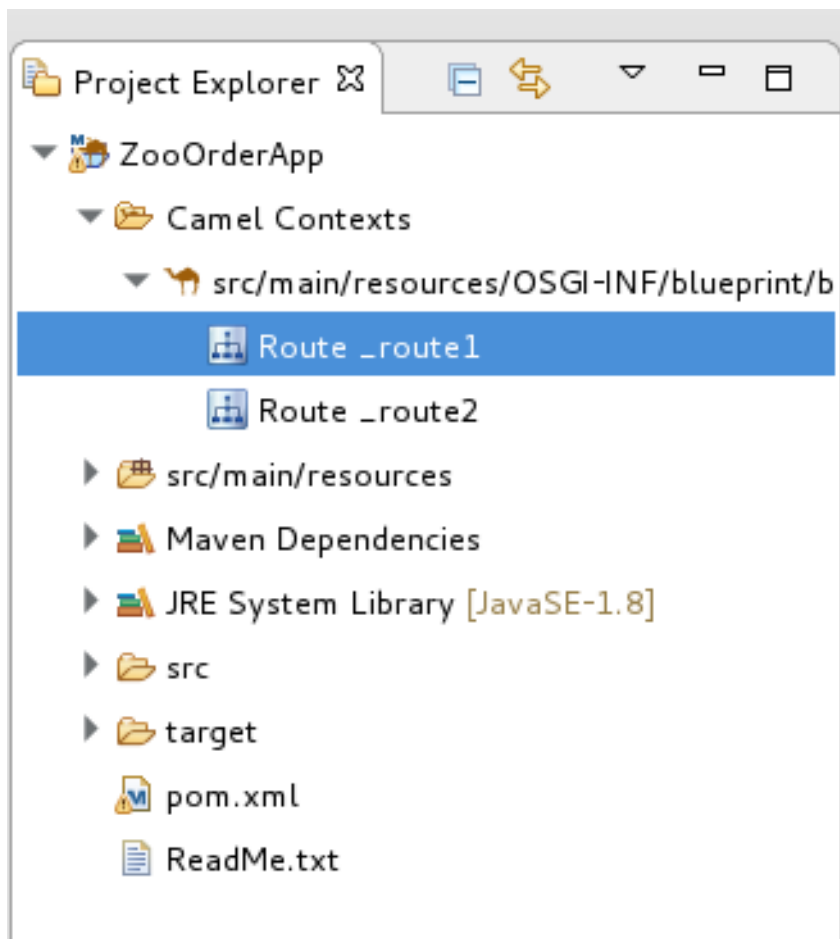 Project Explorer
ZooOrderApp
Camel Contexts
src/main/resources/OSGI-INF/blueprint/b
Route _route1
Route _route2
src/main/resources
Maven Dependencies
JRE System Library [JavaSE-1.8]
src
target
pom.xml
ReadMe.txt